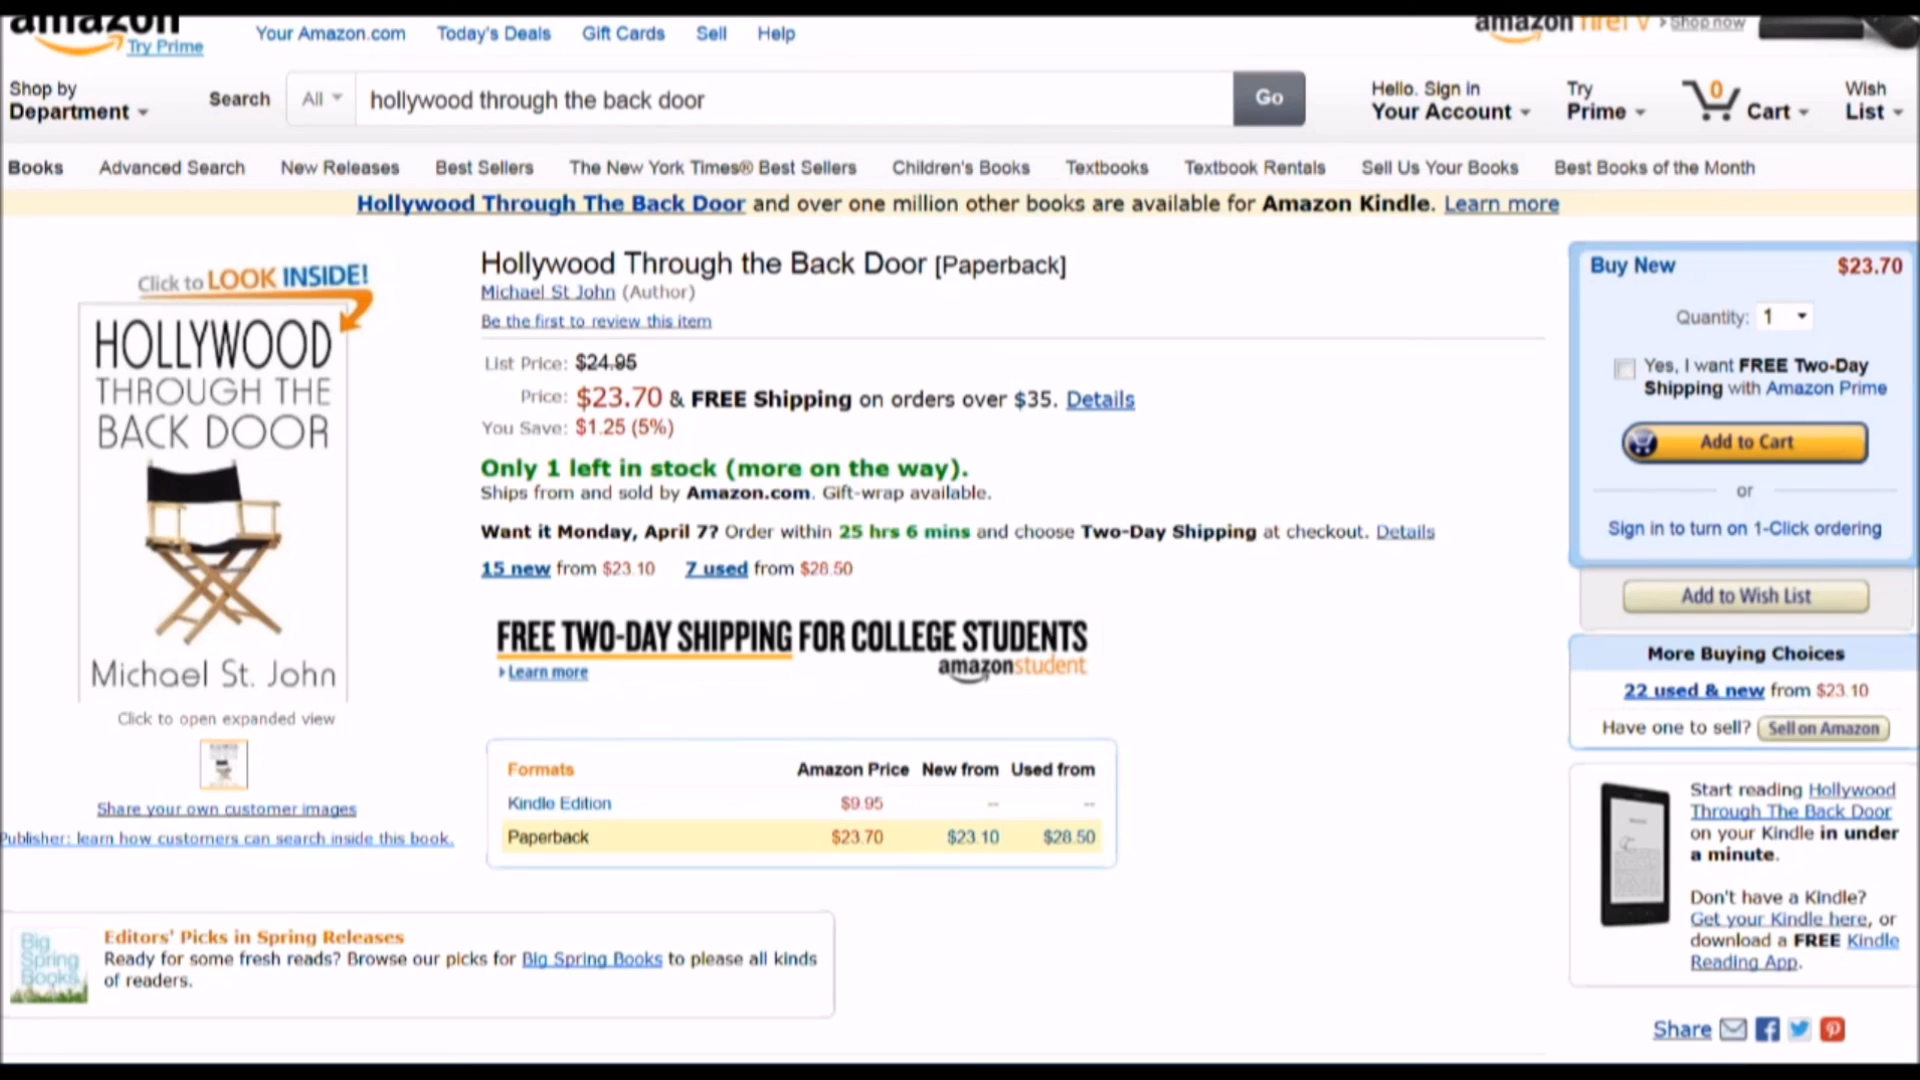 amazon
Try Prime
Your Amazon.com Today's Deals Gift Cards Sell Help
amazon fireTV Shop now
Shop by
Department
Search All hollywood through the back door Go
Hello. Sign in
Your Account
Try
Prime
0
Cart
Wish
List
Books Advanced Search New Releases Best Sellers The New York Times® Best Sellers Children's Books Textbooks Textbook Rentals Sell Us Your Books Best Books of the Month
Hollywood Through The Back Door and over one million other books are available for Amazon Kindle. Learn more
Click to LOOK INSIDE!
HOLLYWOOD
THROUGH THE
BACK DOOR
Michael St. John
Click to open expanded view
Share your own customer images
Publisher: learn how customers can search inside this book.
Hollywood Through the Back Door [Paperback]
Michael St John (Author)
Be the first to review this item
List Price: $24.95
Price: $23.70 & FREE Shipping on orders over $35. Details
You Save: $1.25 (5%)
Only 1 left in stock (more on the way).
Ships from and sold by Amazon.com. Gift-wrap available.
Want it Monday, April 7? Order within 25 hrs 6 mins and choose Two-Day Shipping at checkout. Details
15 new from $23.10 7 used from $28.50
FREE TWO-DAY SHIPPING FOR COLLEGE STUDENTS
Learn more
amazonstudent
Formats Amazon Price New from Used from
Kindle Edition $9.95 -- --
Paperback $23.70 $23.10 $28.50
Big
Spring
Books
Editors' Picks in Spring Releases
Ready for some fresh reads? Browse our picks for Big Spring Books to please all kinds
of readers.
Buy New $23.70
Quantity: 1
Yes, I want FREE Two-Day
Shipping with Amazon Prime
Add to Cart
or
Sign in to turn on 1-Click ordering
Add to Wish List
More Buying Choices
22 used & new from $23.10
Have one to sell? Sell on Amazon
Start reading Hollywood
Through The Back Door
on your Kindle in under
a minute.
Don't have a Kindle?
Get your Kindle here, or
download a FREE Kindle
Reading App.
Share